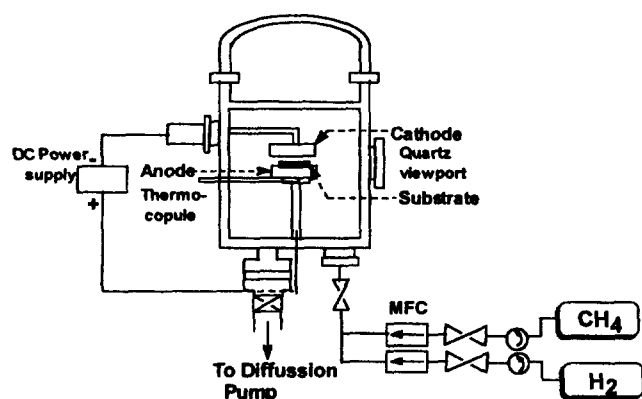 Cathode
Quartz
viewport
Substrate
DC Power
supply
-
+
Anode
Thermo-
copule
MFC
CH4
H2
To Diffussion
Pump